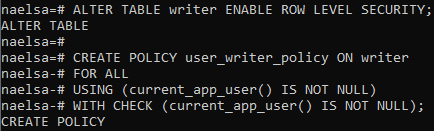 naelsa=# ALTER TABLE writer ENABLE ROW LEVEL SECURITY;
ALTER TABLE
naelsa=#
naelsa=# CREATE POLICY user_writer_policy ON writer
naelsa-# FOR ALL
naelsa-# USING (current_app_user() IS NOT NULL)
naelsa-# WITH CHECK (current_app_user() IS NOT NULL);
CREATE POLICY